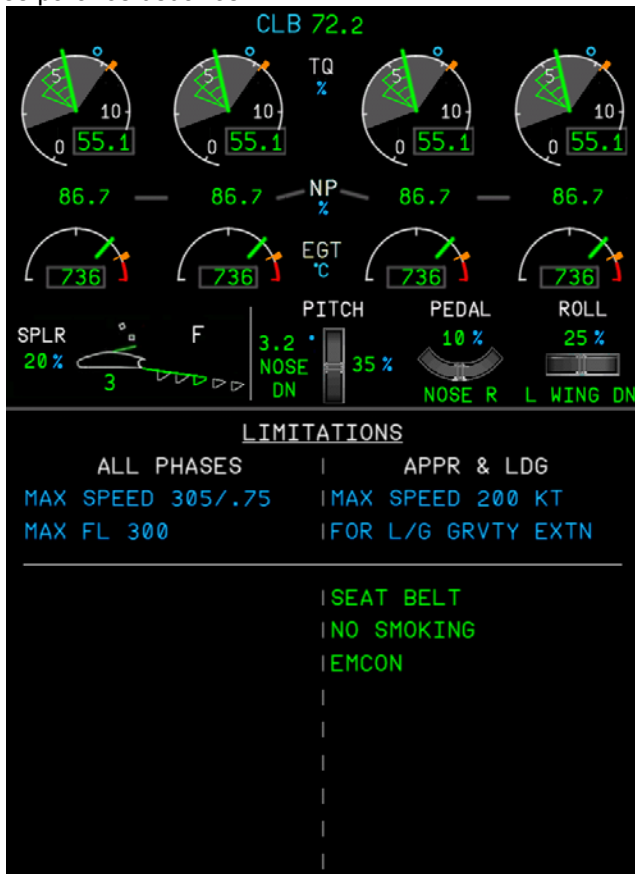 CLB 72.2
5 5 TQ 5 5
%
10 10 10 10
0 55.1 0 55.1 0 55.1 0 55.1
86.7 86.7 NP 86.7 86.7
%
EGT
736 736 °C 736 736
PITCH PEDAL ROLL
SPLR F 3.2 ° 10 % 25 %
20 % NOSE 35 %
3 DN NOSE R L WING DN
LIMITATIONS
ALL PHASES APPR & LDG
MAX SPEED 305/.75 MAX SPEED 200 KT
MAX FL 300 FOR L/G GRVTY EXTN
SEAT BELT
NO SMOKING
EMCON